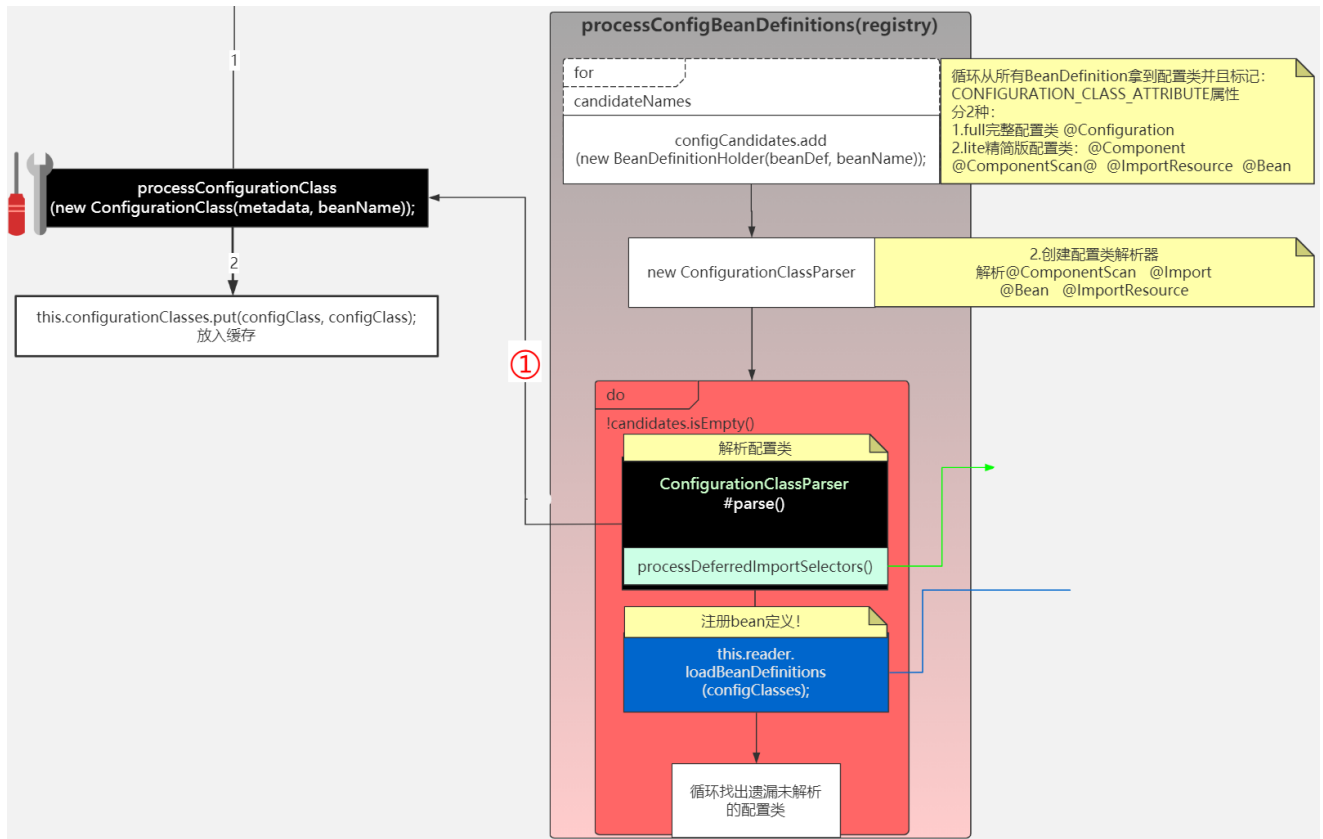 processConfigBeanDefinitions(registry)
1
for
candidateNames
configCandidates.add
(new BeanDefinitionHolder(beanDef, beanName));
循环从所有BeanDefinition拿到配置类并且标记：
CONFIGURATION_CLASS_ATTRIBUTE属性
分2种：
1.full完整配置类 @Configuration
2.lite精简版配置类：@Component
@ComponentScan@ @ImportResource @Bean
processConfigurationClass
(new ConfigurationClass(metadata, beanName));
2
this.configurationClasses.put(configClass, configClass);
放入缓存
new ConfigurationClassParser
2.创建配置类解析器
解析@ComponentScan @Import
@Bean @ImportResource
①
do
!candidates.isEmpty()
解析配置类
ConfigurationClassParser
#parse()
processDeferredImportSelectors()
注册bean定义！
this.reader.
loadBeanDefinitions
(configClasses);
循环找出遗漏未解析
的配置类